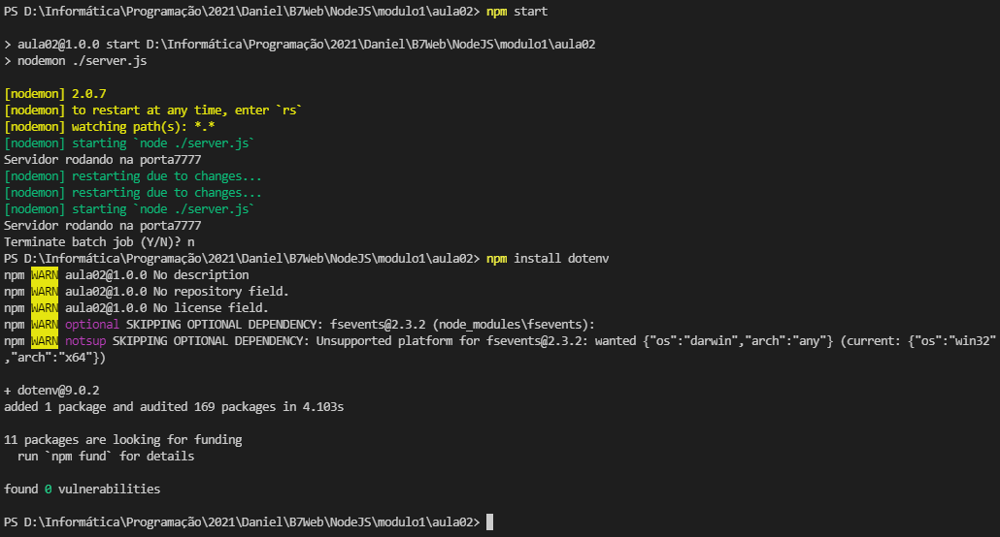 PS D:\Informática\Programação\2021\Daniel\B7Web\NodeJS\modulo1\aula02> npm start
> aula02@1.0.0 start D:\Informática\Programação\2021\Daniel\B7Web\NodeJS\modulo1\aula02
> nodemon ./server.js
[nodemon] 2.0.7
[nodemon] to restart at any time, enter `rs`
[nodemon] watching path(s): *.*
[nodemon] starting `node ./server.js`
Servidor rodando na porta7777
[nodemon] restarting due to changes...
[nodemon] restarting due to changes...
[nodemon] starting `node ./server.js`
Servidor rodando na porta7777
Terminate batch job (Y/N)? n
PS D:\Informática\Programação\2021\Daniel\B7Web\NodeJS\modulo1\aula02> npm install dotenv
npm WARN aula02@1.0.0 No description
npm WARN aula02@1.0.0 No repository field.
npm WARN aula02@1.0.0 No license field.
npm WARN optional SKIPPING OPTIONAL DEPENDENCY: fsevents@2.3.2 (node_modules\fsevents):
npm WARN notsup SKIPPING OPTIONAL DEPENDENCY: Unsupported platform for fsevents@2.3.2: wanted {"os":"darwin","arch":"any"} (current: {"os":"win32"
,"arch":"x64"})
+ dotenv@9.0.2
added 1 package and audited 169 packages in 4.103s
11 packages are looking for funding
run `npm fund` for details
found 0 vulnerabilities
PS D:\Informática\Programação\2021\Daniel\B7Web\NodeJS\modulo1\aula02>